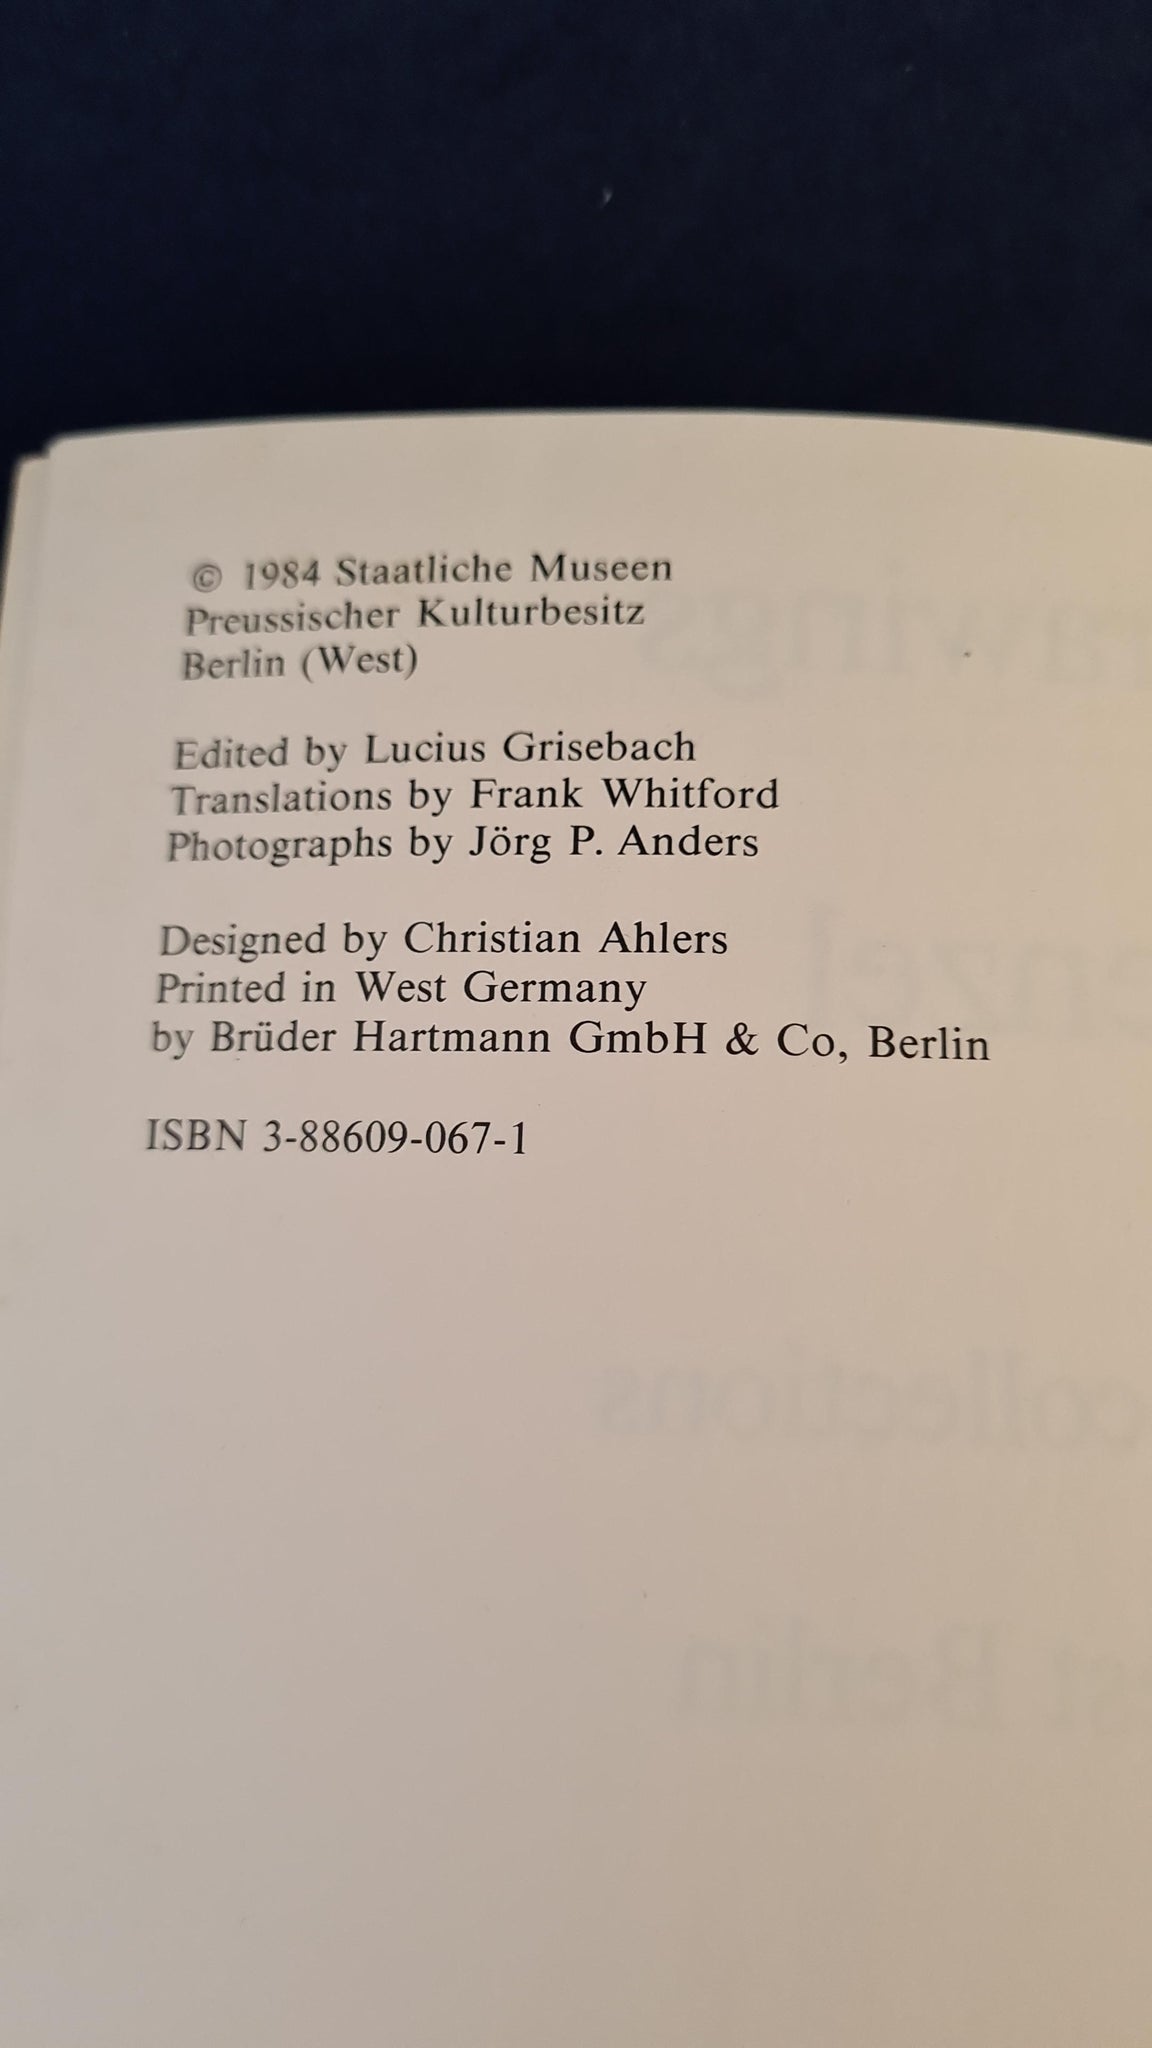 © 1984 Staatliche Museen
Preussischer Kulturbesitz
Berlin (West)
Edited by Lucius Grisebach
Translations by Frank Whitford
Photographs by Jörg P. Anders
Designed by Christian Ahlers
Printed in West Germany
by Brüder Hartmann GmbH & Co, Berlin
ISBN 3-88609-067-1